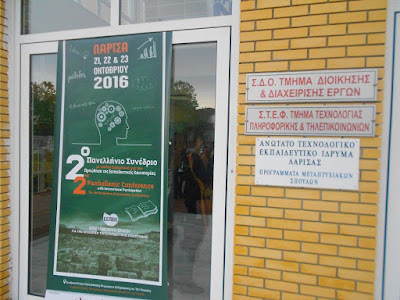 ΛΑΡΙΣΑ
21, 22 & 23
ΟΚΤΩΒΡΙΟΥ
2016
2ο Πανελλήνιο Συνέδριο
2nd Panhellenic Conference
Σ.Δ.Ο. ΤΜΗΜΑ ΔΙΟΙΚΗΣΗΣ
& ΔΙΑΧΕΙΡΙΣΗΣ ΕΡΓΩΝ
Σ.Τ.Ε.Φ. ΤΜΗΜΑ ΤΕΧΝΟΛΟΓΙΑΣ
ΠΛΗΡΟΦΟΡΙΚΗΣ & ΤΗΛΕΠΙΚΟΙΝΩΝΙΩΝ
ΑΝΩΤΑΤΟ ΤΕΧΝΟΛΟΓΙΚΟ
ΕΚΠΑΙΔΕΥΤΙΚΟ ΙΔΡΥΜΑ
ΛΑΡΙΣΑΣ
ΠΡΟΓΡΑΜΜΑΤΑ ΜΕΤΑΠΤΥΧΙΑΚΩΝ
ΣΠΟΥΔΩΝ